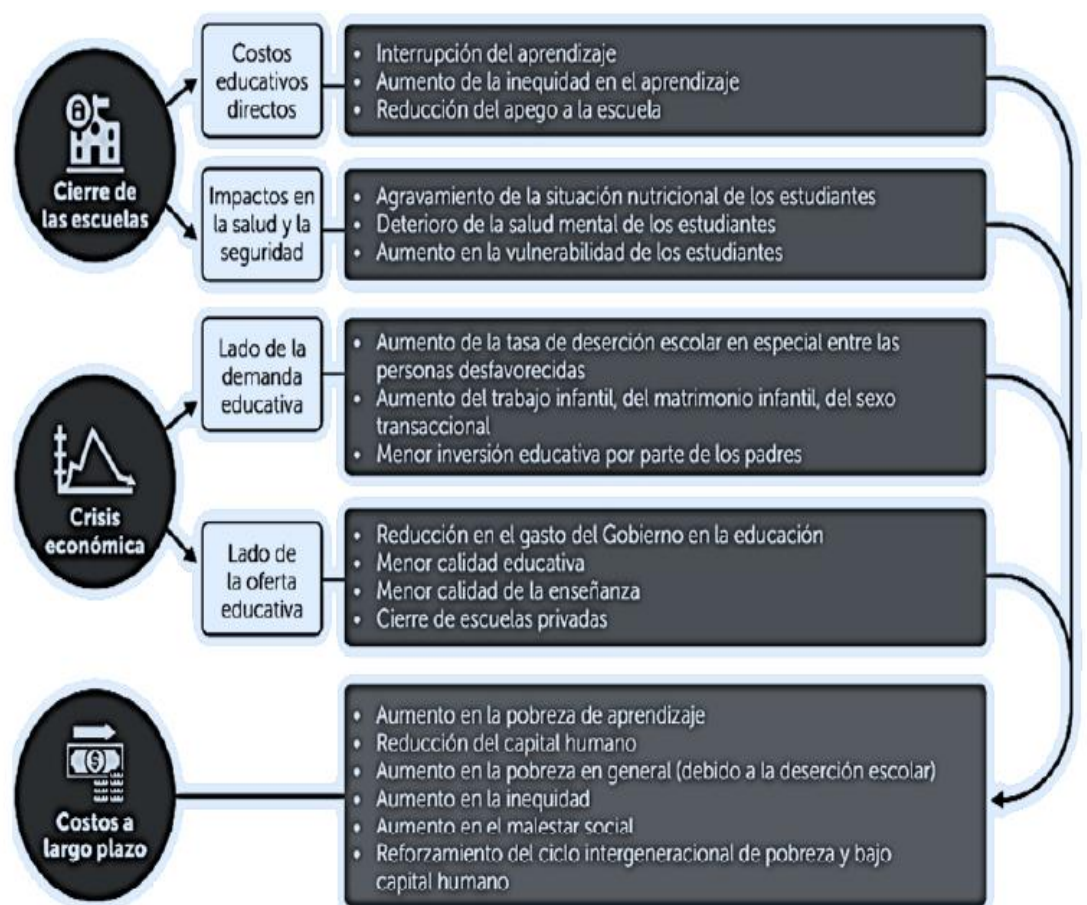 Cierre de
las escuelas
Costos
educativos
directos
• Interrupción del aprendizaje
• Aumento de la inequidad en el aprendizaje
• Reducción del apego a la escuela
Impactos en
la salud y la
seguridad
• Agravamiento de la situación nutricional de los estudiantes
• Deterioro de la salud mental de los estudiantes
• Aumento en la vulnerabilidad de los estudiantes
Crisis
económica
Lado de la
demanda
educativa
• Aumento de la tasa de deserción escolar en especial entre las
personas desfavorecidas
• Aumento del trabajo infantil, del matrimonio infantil, del sexo
transaccional
• Menor inversión educativa por parte de los padres
Lado de
la oferta
educativa
• Reducción en el gasto del Gobierno en la educación
• Menor calidad educativa
• Menor calidad de la enseñanza
• Cierre de escuelas privadas
Costos a
largo plazo
• Aumento en la pobreza de aprendizaje
• Reducción del capital humano
• Aumento en la pobreza en general (debido a la deserción escolar)
• Aumento en la inequidad
• Aumento en el malestar social
• Reforzamiento del ciclo intergeneracional de pobreza y bajo
capital humano